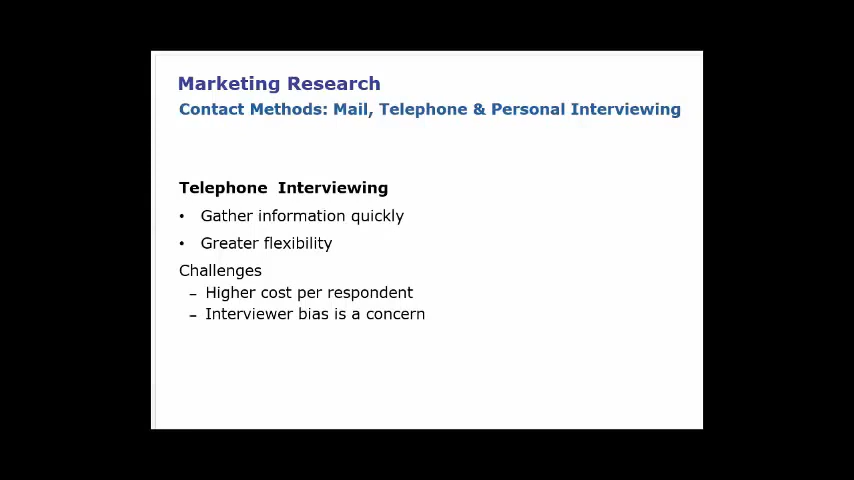 Marketing Research
Contact Methods: Mail, Telephone & Personal Interviewing
Telephone Interviewing
• Gather information quickly
• Greater flexibility
Challenges
– Higher cost per respondent
– Interviewer bias is a concern